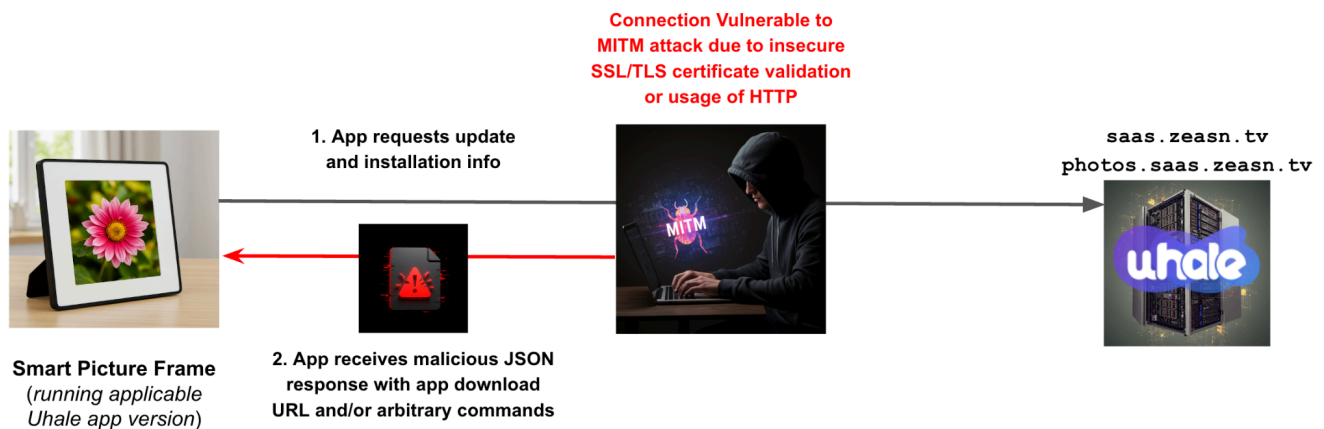 Connection Vulnerable to
MITM attack due to insecure
SSL/TLS certificate validation
or usage of HTTP
1. App requests update
and installation info
saas.zeasn.tv
photos.saas.zeasn.tv
MITM
whale
2. App receives malicious JSON
response with app download
URL and/or arbitrary commands
Smart Picture Frame
(running applicable
Uhale app version)